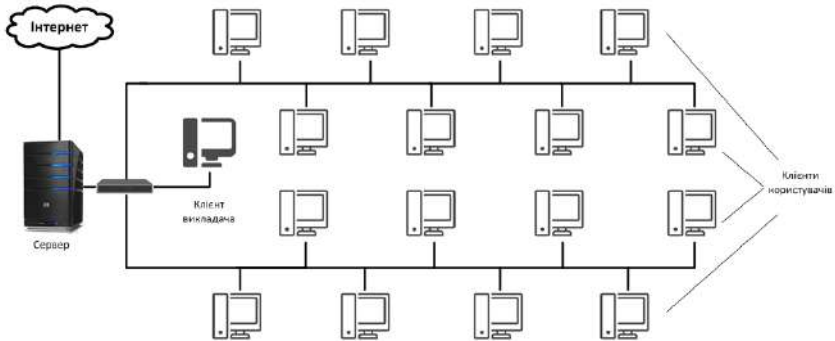 Інтернет
Клієнт
викладача
Сервер
Клієнти
користувачів